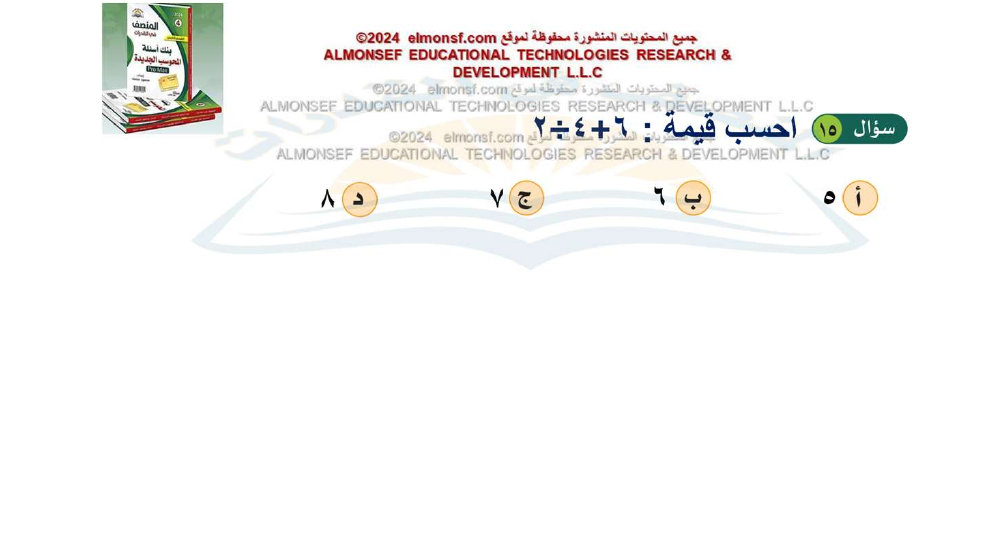 المنصف
في القدرات
بنك أسئلة
المحوسب الجديدة
جميع المحتويات المنشورة محفوظة لموقع elmonsf.com 2024©
ALMONSEF EDUCATIONAL TECHNOLOGIES RESEARCH &
DEVELOPMENT L.L.C
جميع المحتويات المنشورة محفوظة لموقع elmonsf.com 2024©
ALMONSEF EDUCATIONAL TECHNOLOGIES RESEARCH & DEVELOPMENT L.L.C
سؤال ١٥ احسب قيمة : ٦+٤÷٢
جميع المحتويات المنشورة محفوظة لموقع elmonsf.com 2024©
ALMONSEF EDUCATIONAL TECHNOLOGIES RESEARCH & DEVELOPMENT L.L.C
أ ٥ ب ٦ ج ٧ د ٨